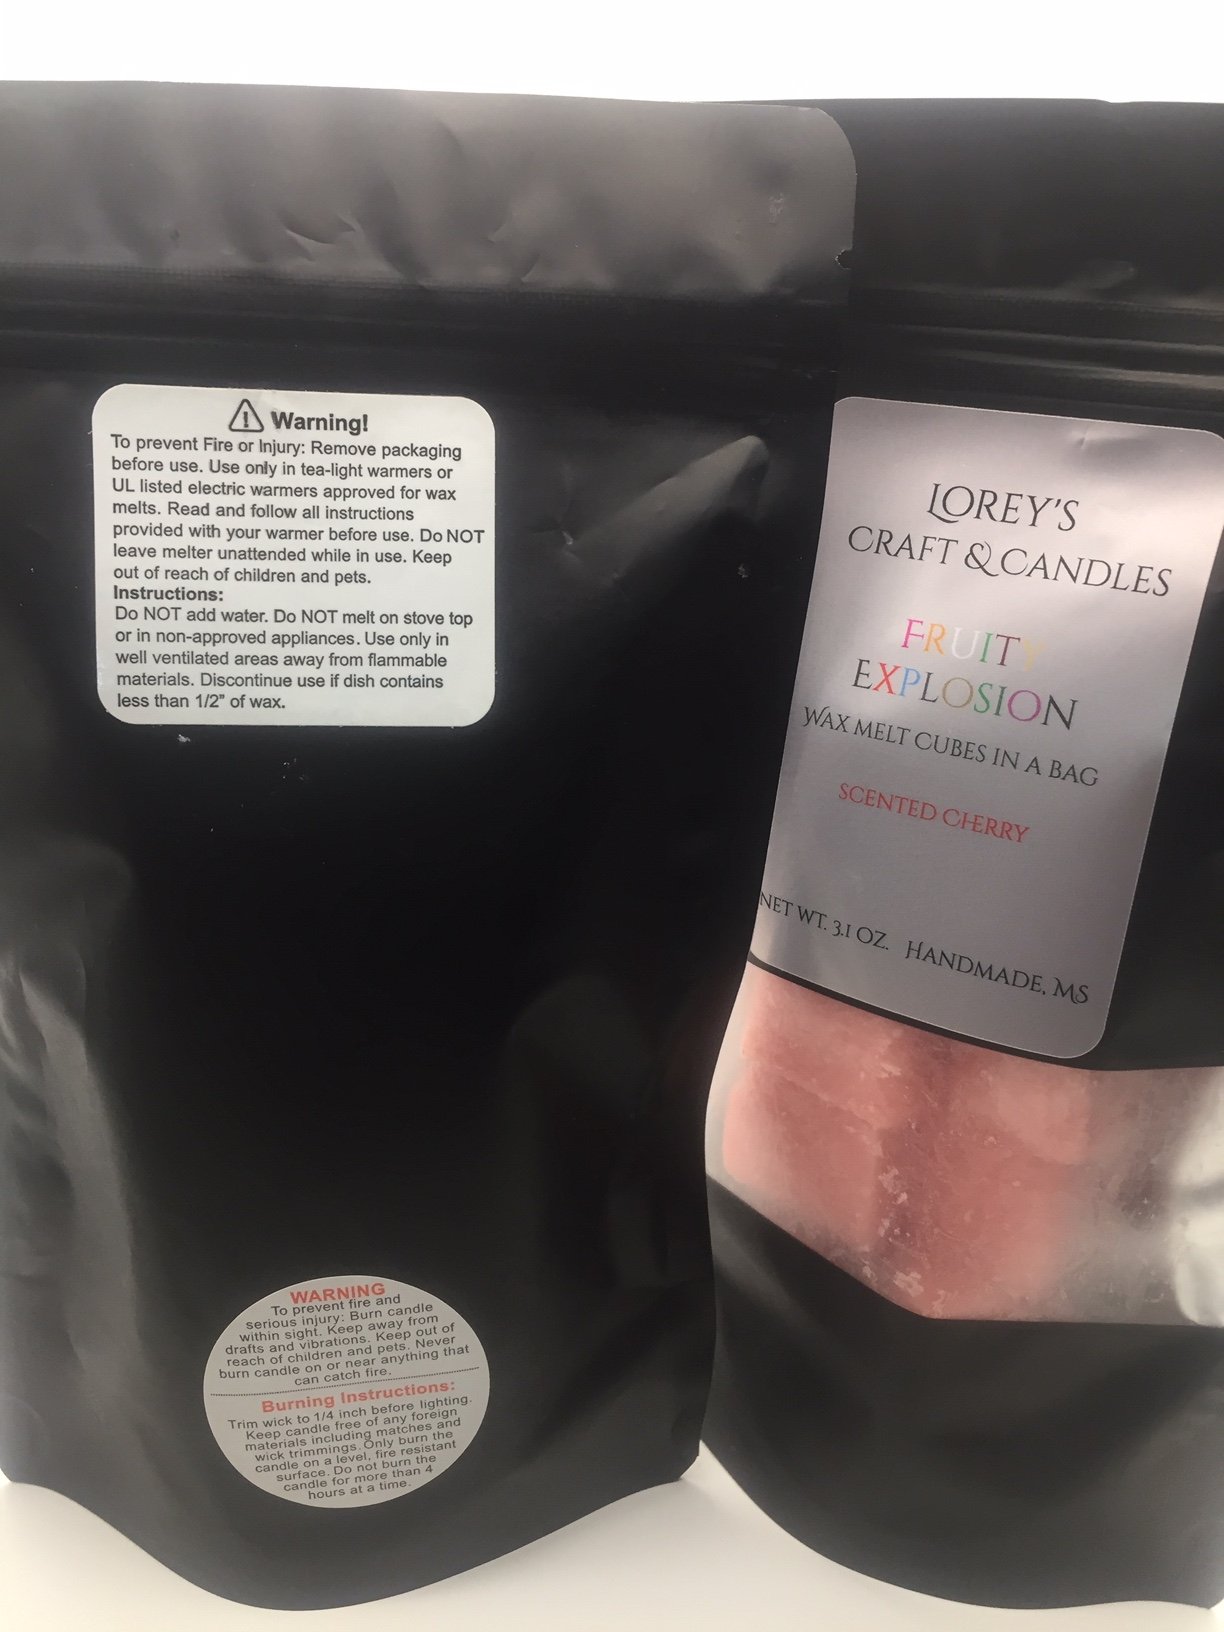 Warning!
To prevent Fire or Injury: Remove packaging
before use. Use only in tea-light warmers or
UL listed electric warmers approved for wax
melts. Read and follow all instructions
provided with your warmer before use. Do NOT
leave melter unattended while in use. Keep
out of reach of children and pets.
Instructions:
Do NOT add water. Do NOT melt on stove top
or in non-approved appliances. Use only in
well ventilated areas away from flammable
materials. Discontinue use if dish contains
less than 1/2" of wax.
WARNING
To prevent fire and
serious injury: Burn candle
within sight. Keep away from
drafts and vibrations. Keep out of
reach of children and pets. Never
burn candle on or near anything that
can catch fire.
Burning Instructions:
Trim wick to 1/4 inch before lighting.
Keep candle free of any foreign
materials including matches and
wick trimmings. Only burn the
candle on a level, fire resistant
surface. Do not burn the
candle for more than 4
hours at a time.
LOREY'S
CRAFT & CANDLES
FRUITY
EXPLOSION
WAX MELT CUBES IN A BAG
SCENTED CHERRY
NET WT. 3.1 OZ. HANDMADE, MS